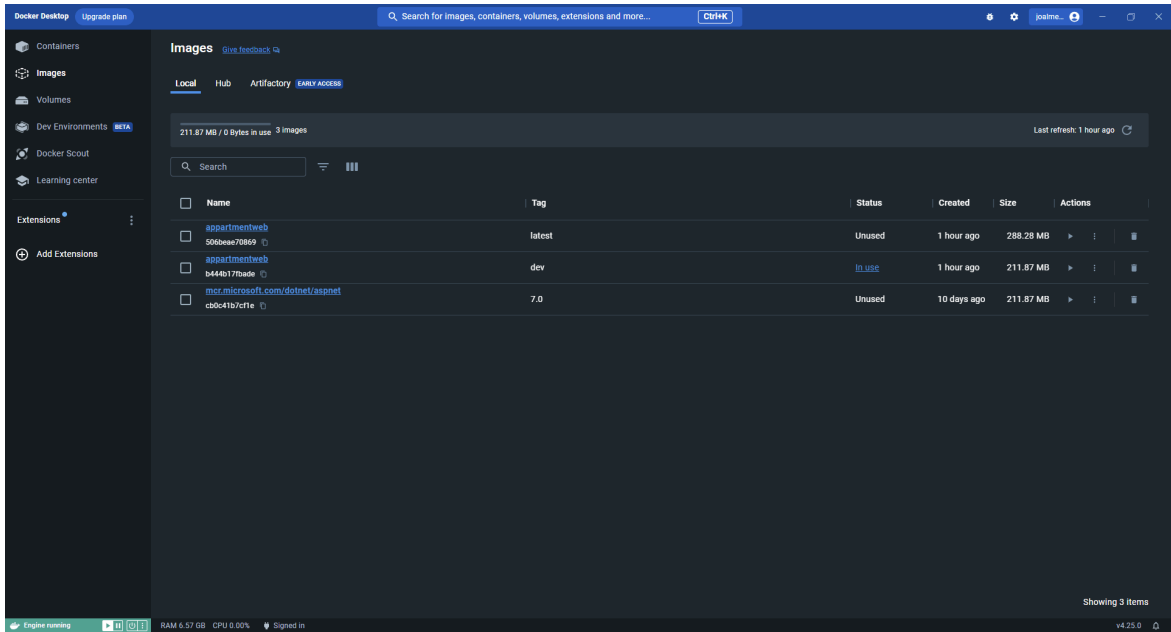 Docker Desktop Upgrade plan Search for images, containers, volumes, extensions and more... Ctrl+K joalme...
Containers
Images
Volumes
Dev Environments BETA
Docker Scout
Learning center
Extensions
Add Extensions
Images Give feedback
Local Hub Artifactory EARLY ACCESS
211.87 MB / 0 Bytes in use 3 images Last refresh: 1 hour ago
Search
Name Tag Status Created Size Actions
appartmentweb
506beae70869
latest Unused 1 hour ago 288.28 MB
appartmentweb
b444b17fbade
dev In use 1 hour ago 211.87 MB
mcr.microsoft.com/dotnet/aspnet
cb0c41b7cf1e
7.0 Unused 10 days ago 211.87 MB
Showing 3 items
Engine running RAM 6.57 GB CPU 0.00% Signed in v4.25.0